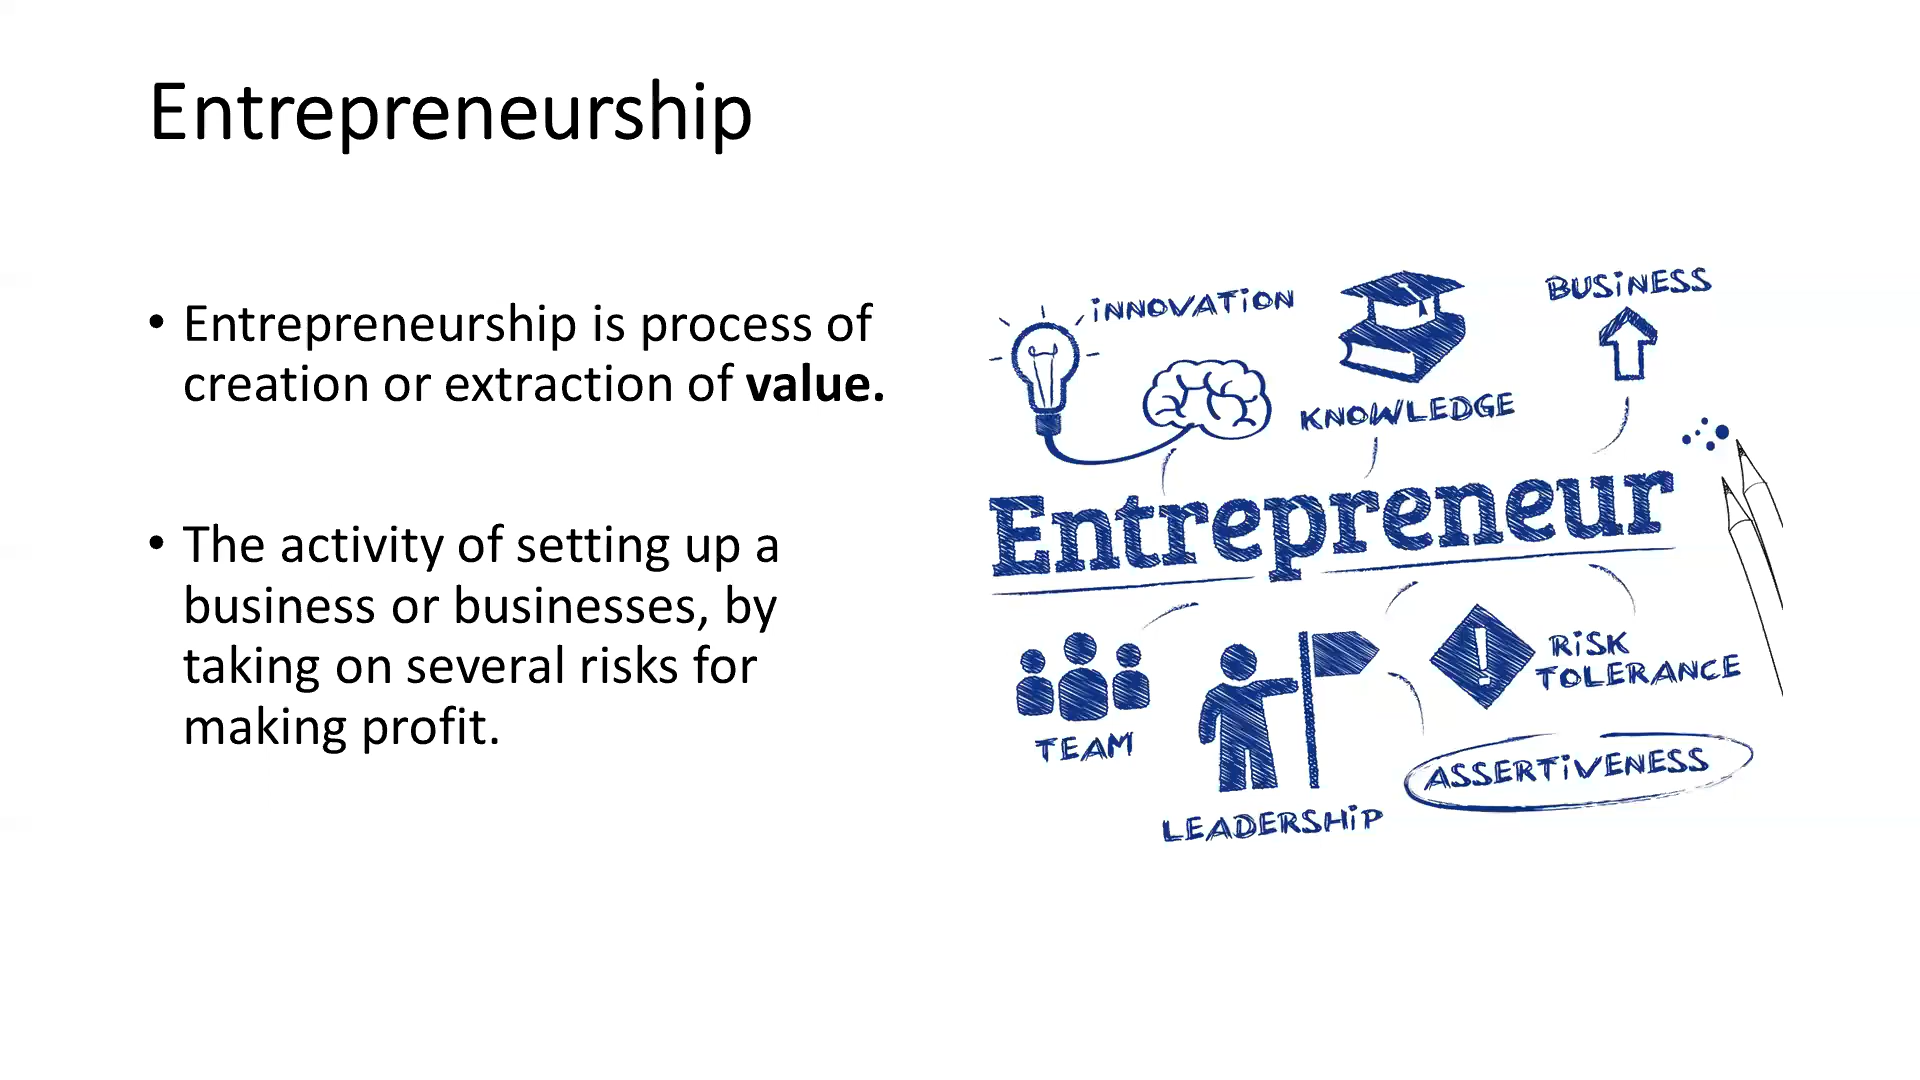 Entrepreneurship
• Entrepreneurship is process of
creation or extraction of value.
• The activity of setting up a
business or businesses, by
taking on several risks for
making profit.
iNNOVATiON
KNOWLEDGE
BUSiNESS
Entrepreneur
TEAM
LEADERSHiP
RiSK
TOLERANCE
ASSERTiVENESS